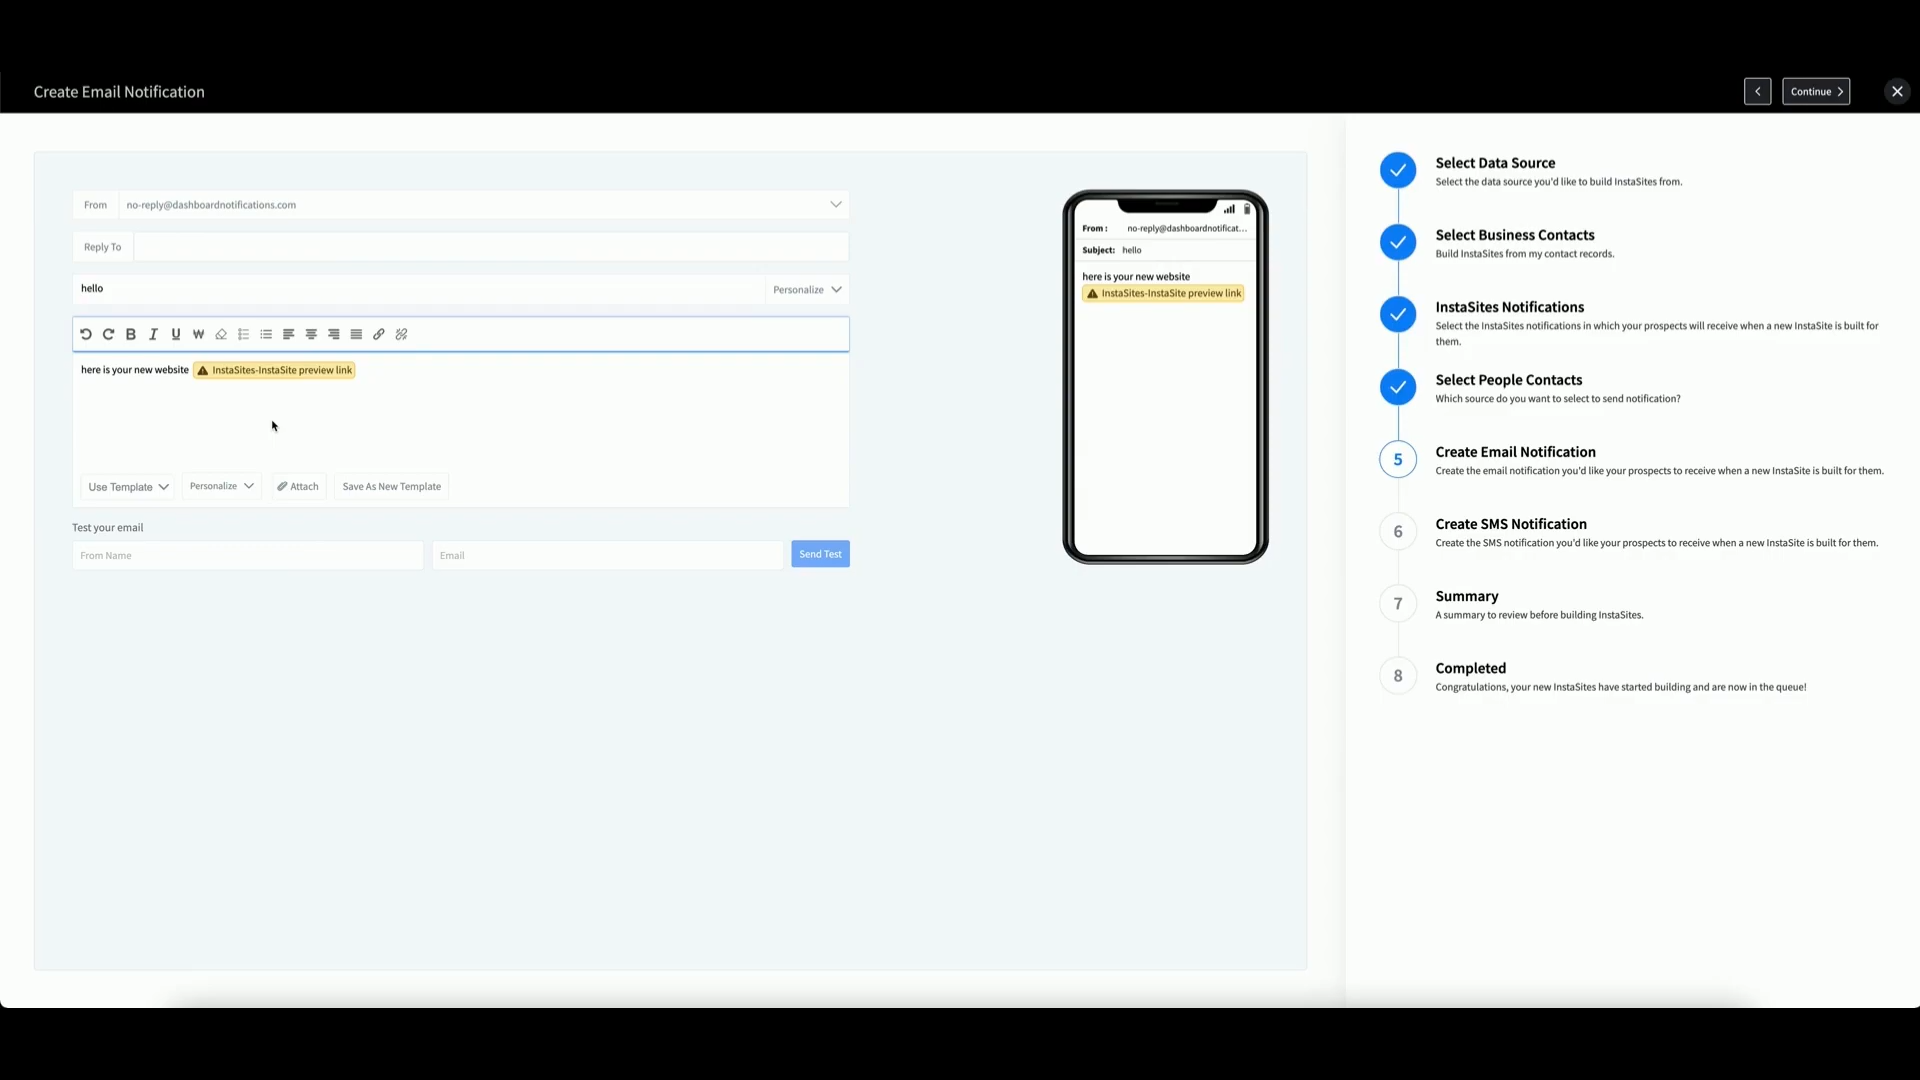 Create Email Notification
Continue
From no-reply@dashboardnotifications.com
Reply To
hello Personalize
here is your new website InstaSites-InstaSite preview link
Use Template Personalize Attach Save As New Template
Test your email
From Name Email Send Test
From : no-reply@dashboardnotificat...
Subject: hello
here is your new website
InstaSites-InstaSite preview link
Select Data Source
Select the data source you'd like to build InstaSites from.
Select Business Contacts
Build InstaSites from my contact records.
InstaSites Notifications
Select the InstaSites notifications in which your prospects will receive when a new InstaSite is built for
them.
Select People Contacts
Which source do you want to select to send notification?
5 Create Email Notification
Create the email notification you'd like your prospects to receive when a new InstaSite is built for them.
6 Create SMS Notification
Create the SMS notification you'd like your prospects to receive when a new InstaSite is built for them.
7 Summary
A summary to review before building InstaSites.
8 Completed
Congratulations, your new InstaSites have started building and are now in the queue!